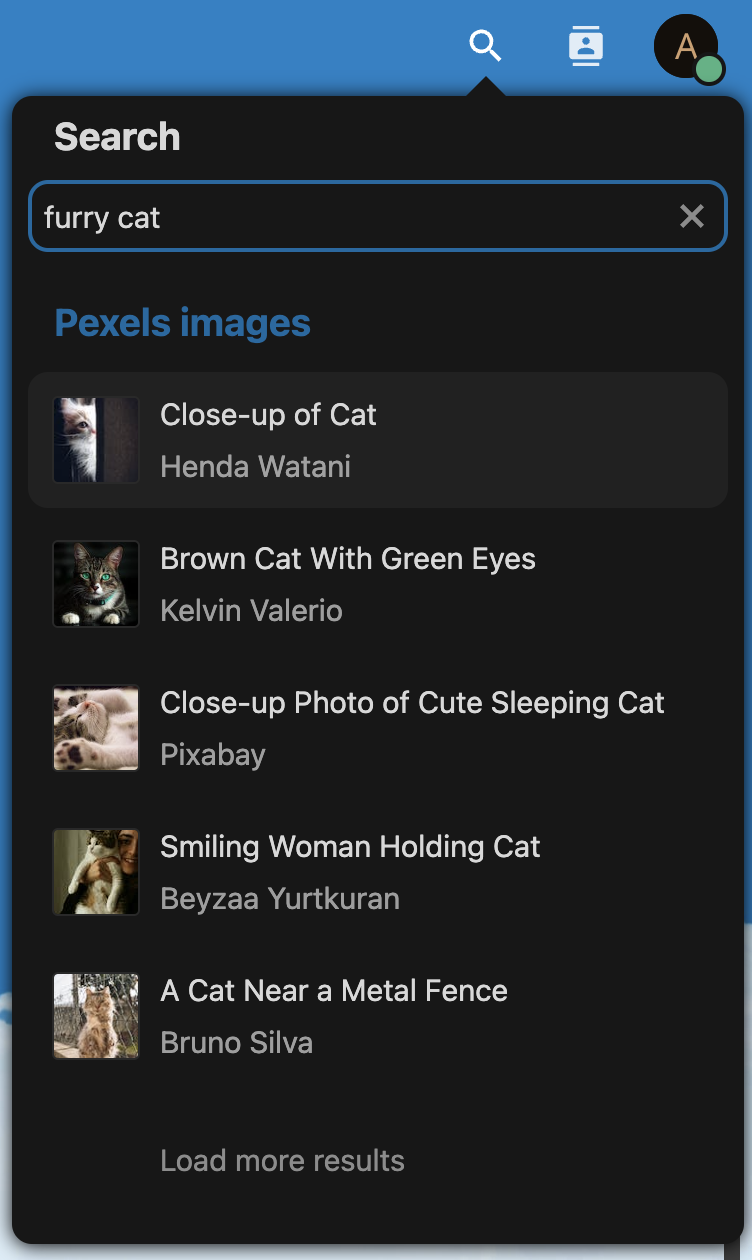 A
Search
furry cat
Pexels images
Close-up of Cat
Henda Watani
Brown Cat With Green Eyes
Kelvin Valerio
Close-up Photo of Cute Sleeping Cat
Pixabay
Smiling Woman Holding Cat
Beyzaa Yurtkuran
A Cat Near a Metal Fence
Bruno Silva
Load more results